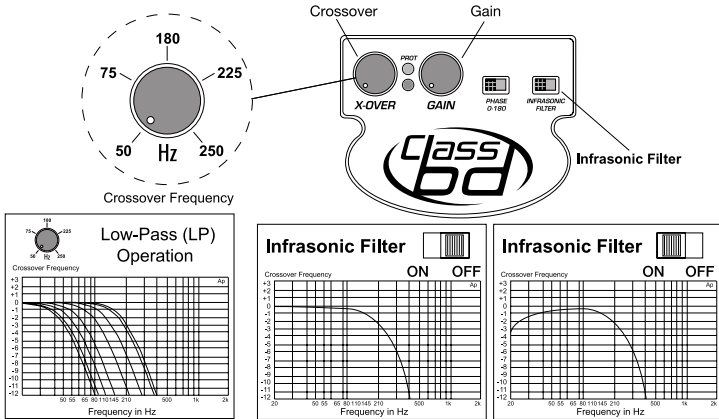 Crossover
Gain
180
75
225
50
Hz
250
Crossover Frequency
PROT
X-OVER
GAIN
PHASE
0-180
INFRASONIC
FILTER
Class
bd
Infrasonic Filter
180
75
225
50
Hz
250
Low-Pass (LP)
Operation
Crossover Frequency
Ap
+3
+2
+1
0
-1
-2
-3
-4
-5
-6
-7
-8
-9
-10
-11
-12
50 55 65 80 110 145 210 500 1k 2k
Frequency in Hz
Infrasonic Filter
ON OFF
Crossover Frequency
Ap
+3
+2
+1
0
-1
-2
-3
-4
-5
-6
-7
-8
-9
-10
-11
-12
20 50 55 65 80 110 145 210 500 1k 2k
Frequency in Hz
Infrasonic Filter
ON OFF
Crossover Frequency
Ap
+3
+2
+1
0
-1
-2
-3
-4
-5
-6
-7
-8
-9
-10
-11
-12
20 50 55 65 80 110 145 210 500 1k 2k
Frequency in Hz